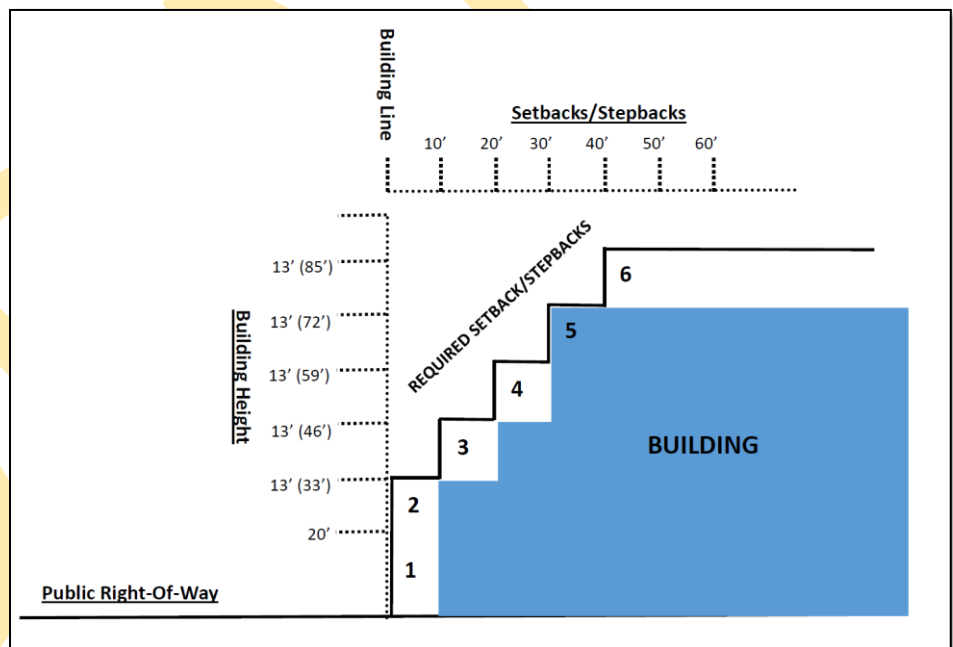 Building Line
Setbacks/Stepbacks
10’ 20’ 30’ 40’ 50’ 60’
REQUIRED SETBACK/STEPBACKS
Building Height
13’ (85’)
13’ (72’)
13’ (59’)
13’ (46’)
13’ (33’)
20’
6
5
4
3
2
1
BUILDING
Public Right-Of-Way